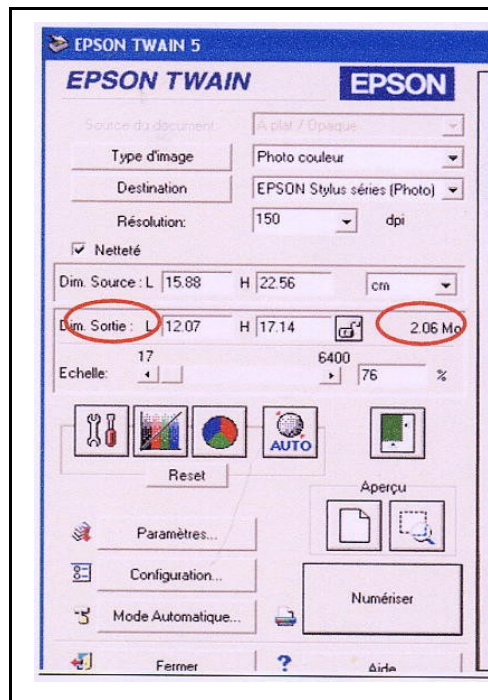 EPSON TWAIN 5
EPSON TWAIN EPSON
Source du document: A plat / Opaque
Type d'image Photo couleur
Destination EPSON Stylus séries (Photo)
Résolution: 150 dpi
Netteté
Dim. Source : L 15.88 H 22.56 cm
Dim. Sortie : L 12.07 H 17.14 2.06 Mo
17 6400
Echelle: 76 %
AUTO
Reset
Aperçu
Paramètres...
Configuration...
Numériser
Mode Automatique...
Fermer ? Aide